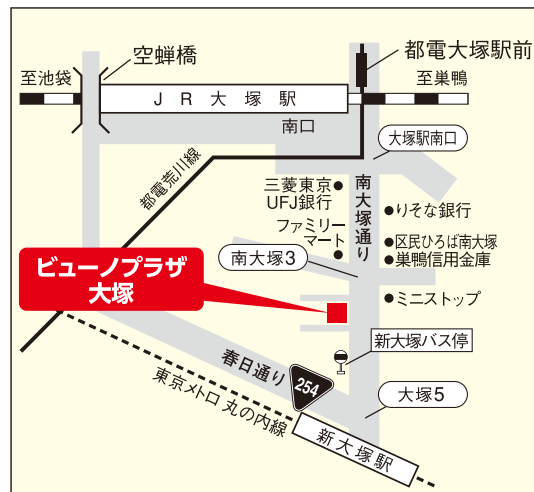 空蝉橋
都電大塚駅前
至池袋
至巣鴨
JR大塚駅
南口
大塚駅南口
都電荒川線
三菱東京
UFJ銀行
南大塚通り
りそな銀行
ファミリー
マート
区民ひろば南大塚
巣鴨信用金庫
南大塚3
ビューノプラザ
大塚
ミニストップ
新大塚バス停
春日通り
254
東京メトロ 丸の内線
大塚5
新大塚駅